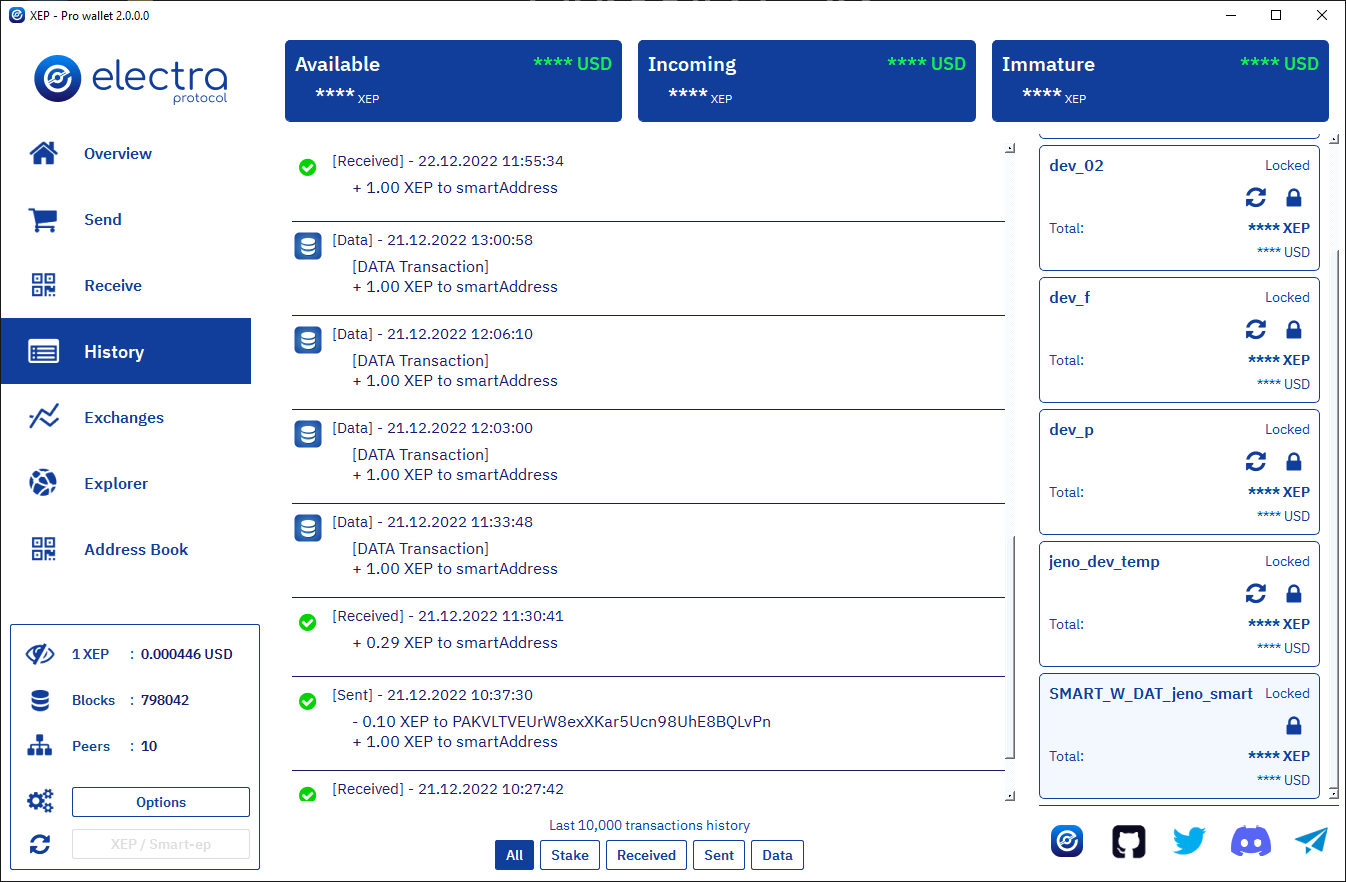 XEP - Pro wallet 2.0.0.0
electra
protocol
Overview
Send
Receive
History
Exchanges
Explorer
Address Book
1 XEP : 0.000446 USD
Blocks : 798042
Peers : 10
Options
XEP / Smart-ep
Available **** USD
**** XEP
Incoming **** USD
**** XEP
Immature **** USD
**** XEP
[Received] - 22.12.2022 11:55:34
+ 1.00 XEP to smartAddress
[Data] - 21.12.2022 13:00:58
[DATA Transaction]
+ 1.00 XEP to smartAddress
[Data] - 21.12.2022 12:06:10
[DATA Transaction]
+ 1.00 XEP to smartAddress
[Data] - 21.12.2022 12:03:00
[DATA Transaction]
+ 1.00 XEP to smartAddress
[Data] - 21.12.2022 11:33:48
[DATA Transaction]
+ 1.00 XEP to smartAddress
[Received] - 21.12.2022 11:30:41
+ 0.29 XEP to smartAddress
[Sent] - 21.12.2022 10:37:30
- 0.10 XEP to PAKVLTVEUrW8exXKar5Ucn98UhE8BQLvPn
+ 1.00 XEP to smartAddress
[Received] - 21.12.2022 10:27:42
Last 10,000 transactions history
All Stake Received Sent Data
dev_02 Locked
Total: **** XEP
**** USD
dev_f Locked
Total: **** XEP
**** USD
dev_p Locked
Total: **** XEP
**** USD
jeno_dev_temp Locked
Total: **** XEP
**** USD
SMART_W_DAT_jeno_smart Locked
Total: **** XEP
**** USD